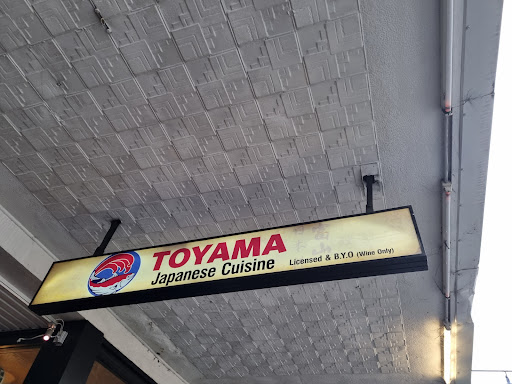 TOYAMA
Japanese Cuisine
Licensed & B.Y.O (Wine Only)